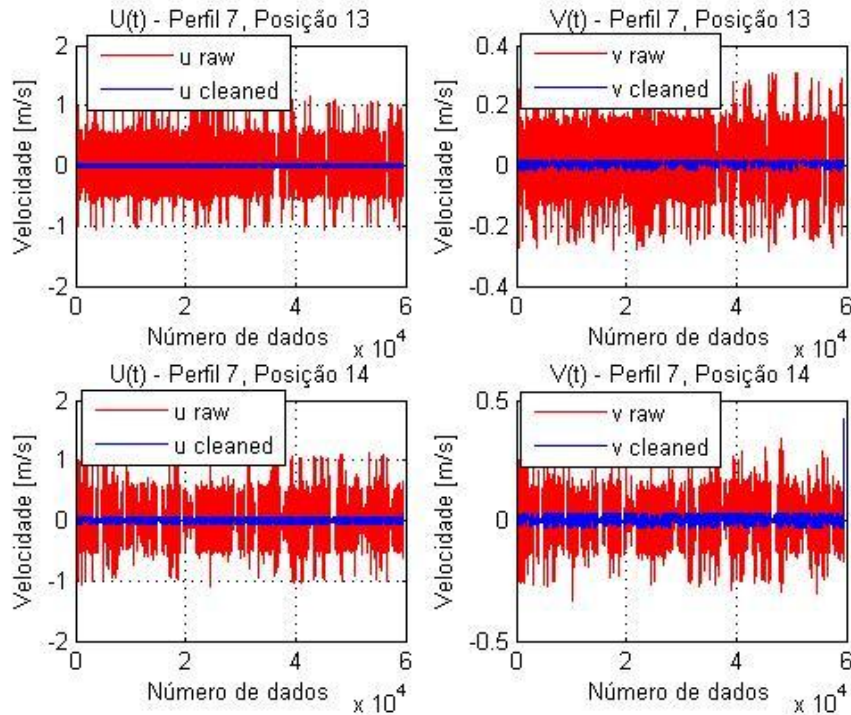 U(t) - Perfil 7, Posição 13
2
1
0
-1
-2
Velocidade [m/s]
u raw
u cleaned
0
2
4
6
Número de dados
x 10^4
V(t) - Perfil 7, Posição 13
0.4
0.2
0
-0.2
-0.4
Velocidade [m/s]
v raw
v cleaned
0
2
4
6
Número de dados
x 10^4
U(t) - Perfil 7, Posição 14
2
1
0
-1
-2
Velocidade [m/s]
u raw
u cleaned
0
2
4
6
Número de dados
x 10^4
V(t) - Perfil 7, Posição 14
0.5
0
-0.5
Velocidade [m/s]
v raw
v cleaned
0
2
4
6
Número de dados
x 10^4